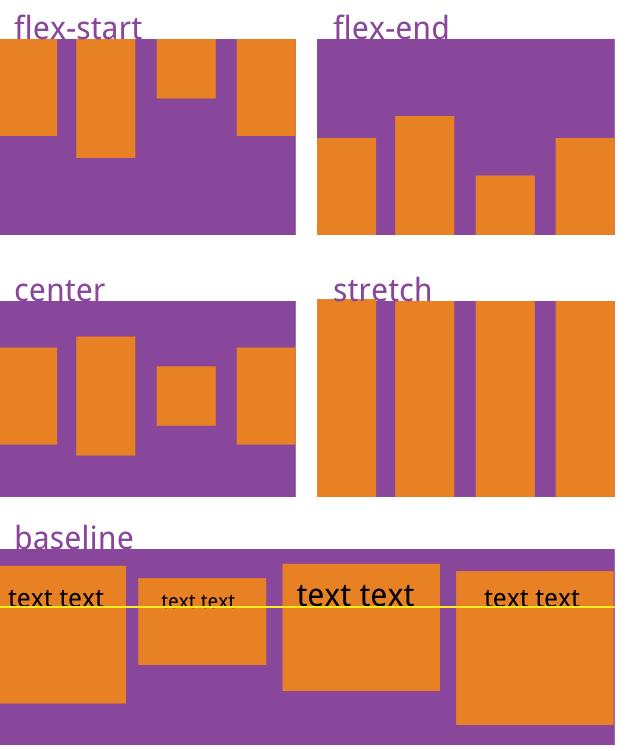 flex-start
flex-end
center
stretch
baseline
text text
text text
text text
text text